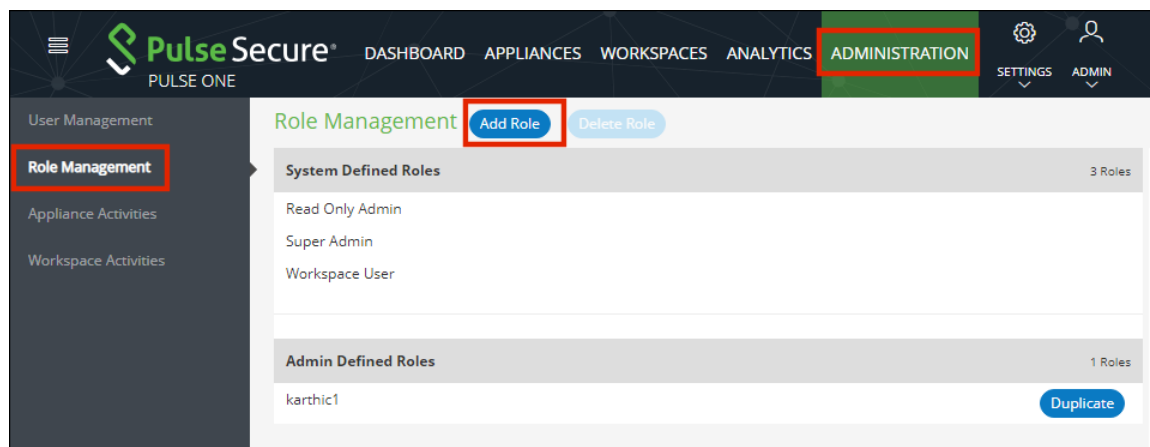 Pulse Secure®
PULSE ONE
DASHBOARD APPLIANCES WORKSPACES ANALYTICS ADMINISTRATION
SETTINGS ADMIN
User Management
Role Management
Appliance Activities
Workspace Activities
Role Management Add Role Delete Role
System Defined Roles 3 Roles
Read Only Admin
Super Admin
Workspace User
Admin Defined Roles 1 Roles
karthic1 Duplicate